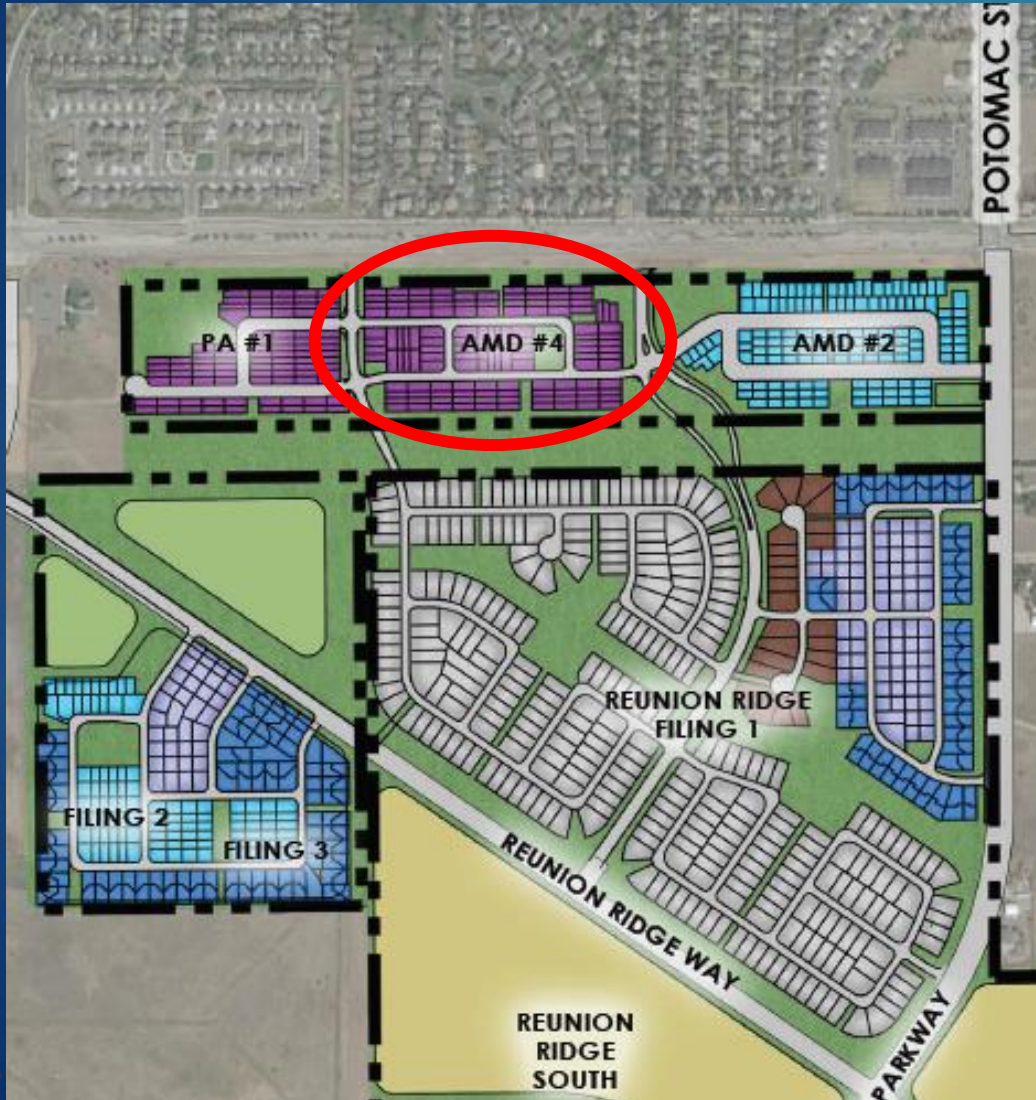 POTOMAC ST
PA #1
AMD #4
AMD #2
REUNION RIDGE
FILING 1
FILING 2
FILING 3
REUNION RIDGE WAY
REUNION
RIDGE
SOUTH
PARKWAY